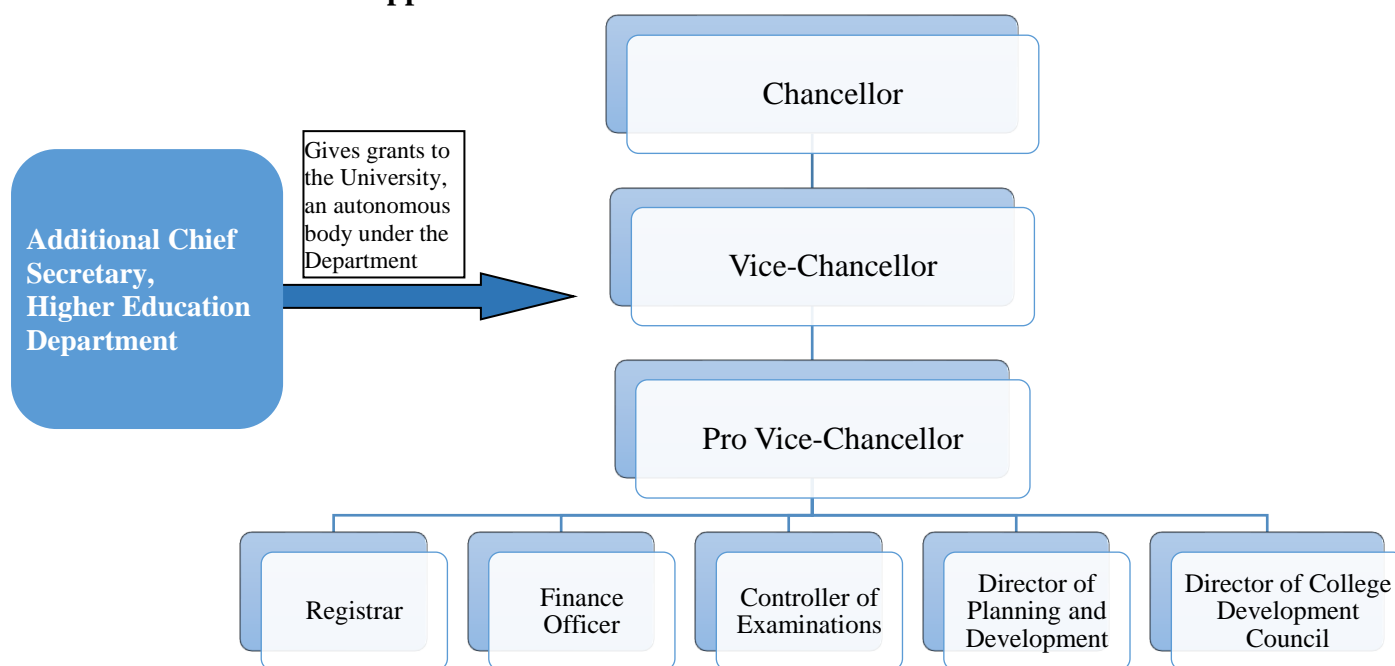 Chancellor
Gives grants to
the University,
an autonomous
body under the
Department
Additional Chief
Secretary,
Higher Education
Department
Vice-Chancellor
Pro Vice-Chancellor
Registrar
Finance
Officer
Controller of
Examinations
Director of
Planning and
Development
Director of College
Development
Council